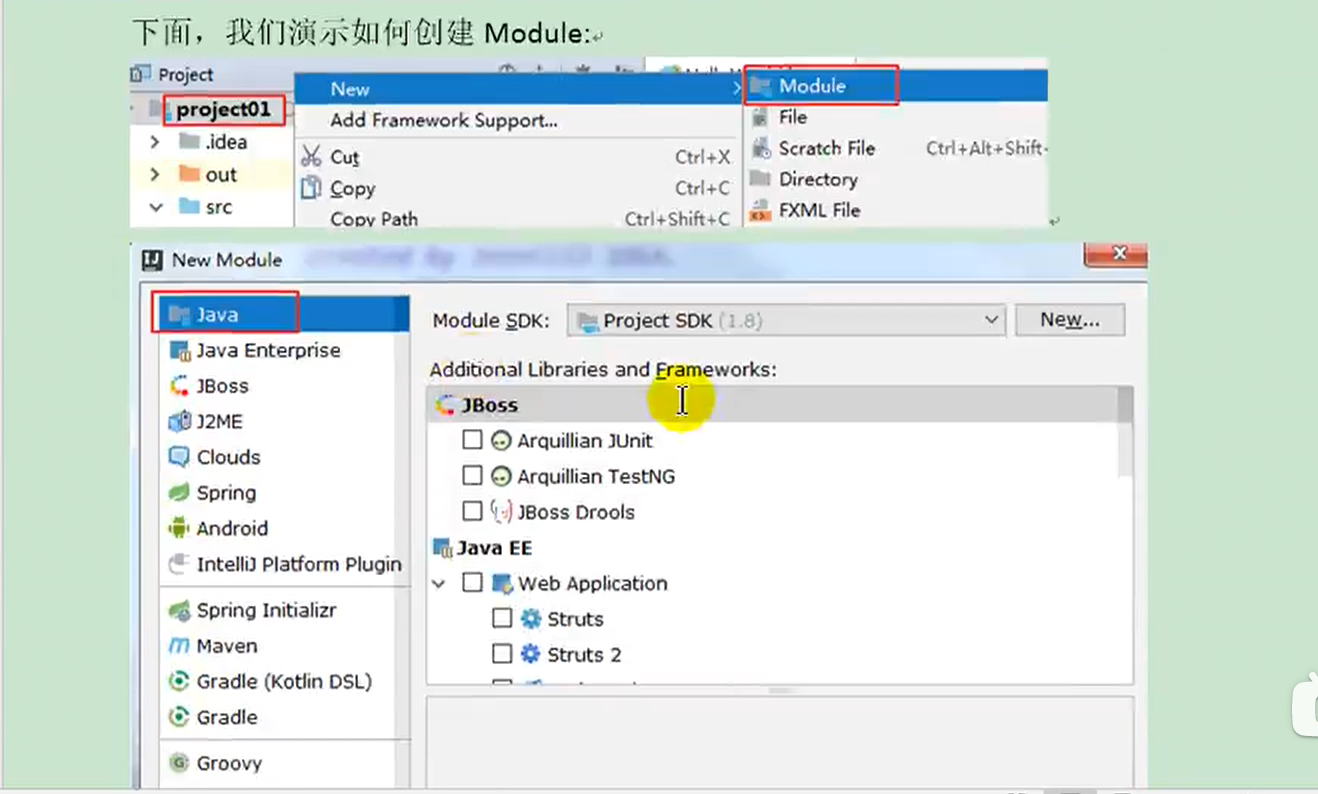 下面，我们演示如何创建 Module:
Project
project01
.idea
out
src
New
Add Framework Support...
Cut Ctrl+X
Copy Ctrl+C
Copy Path Ctrl+Shift+C
Module
File
Scratch File Ctrl+Alt+Shift-
Directory
FXML File
New Module
Java
Java Enterprise
JBoss
J2ME
Clouds
Spring
Android
IntelliJ Platform Plugin
Spring Initializr
Maven
Gradle (Kotlin DSL)
Gradle
Groovy
Module SDK: Project SDK (1.8) New...
Additional Libraries and Frameworks:
JBoss
Arquillian JUnit
Arquillian TestNG
JBoss Drools
Java EE
Web Application
Struts
Struts 2